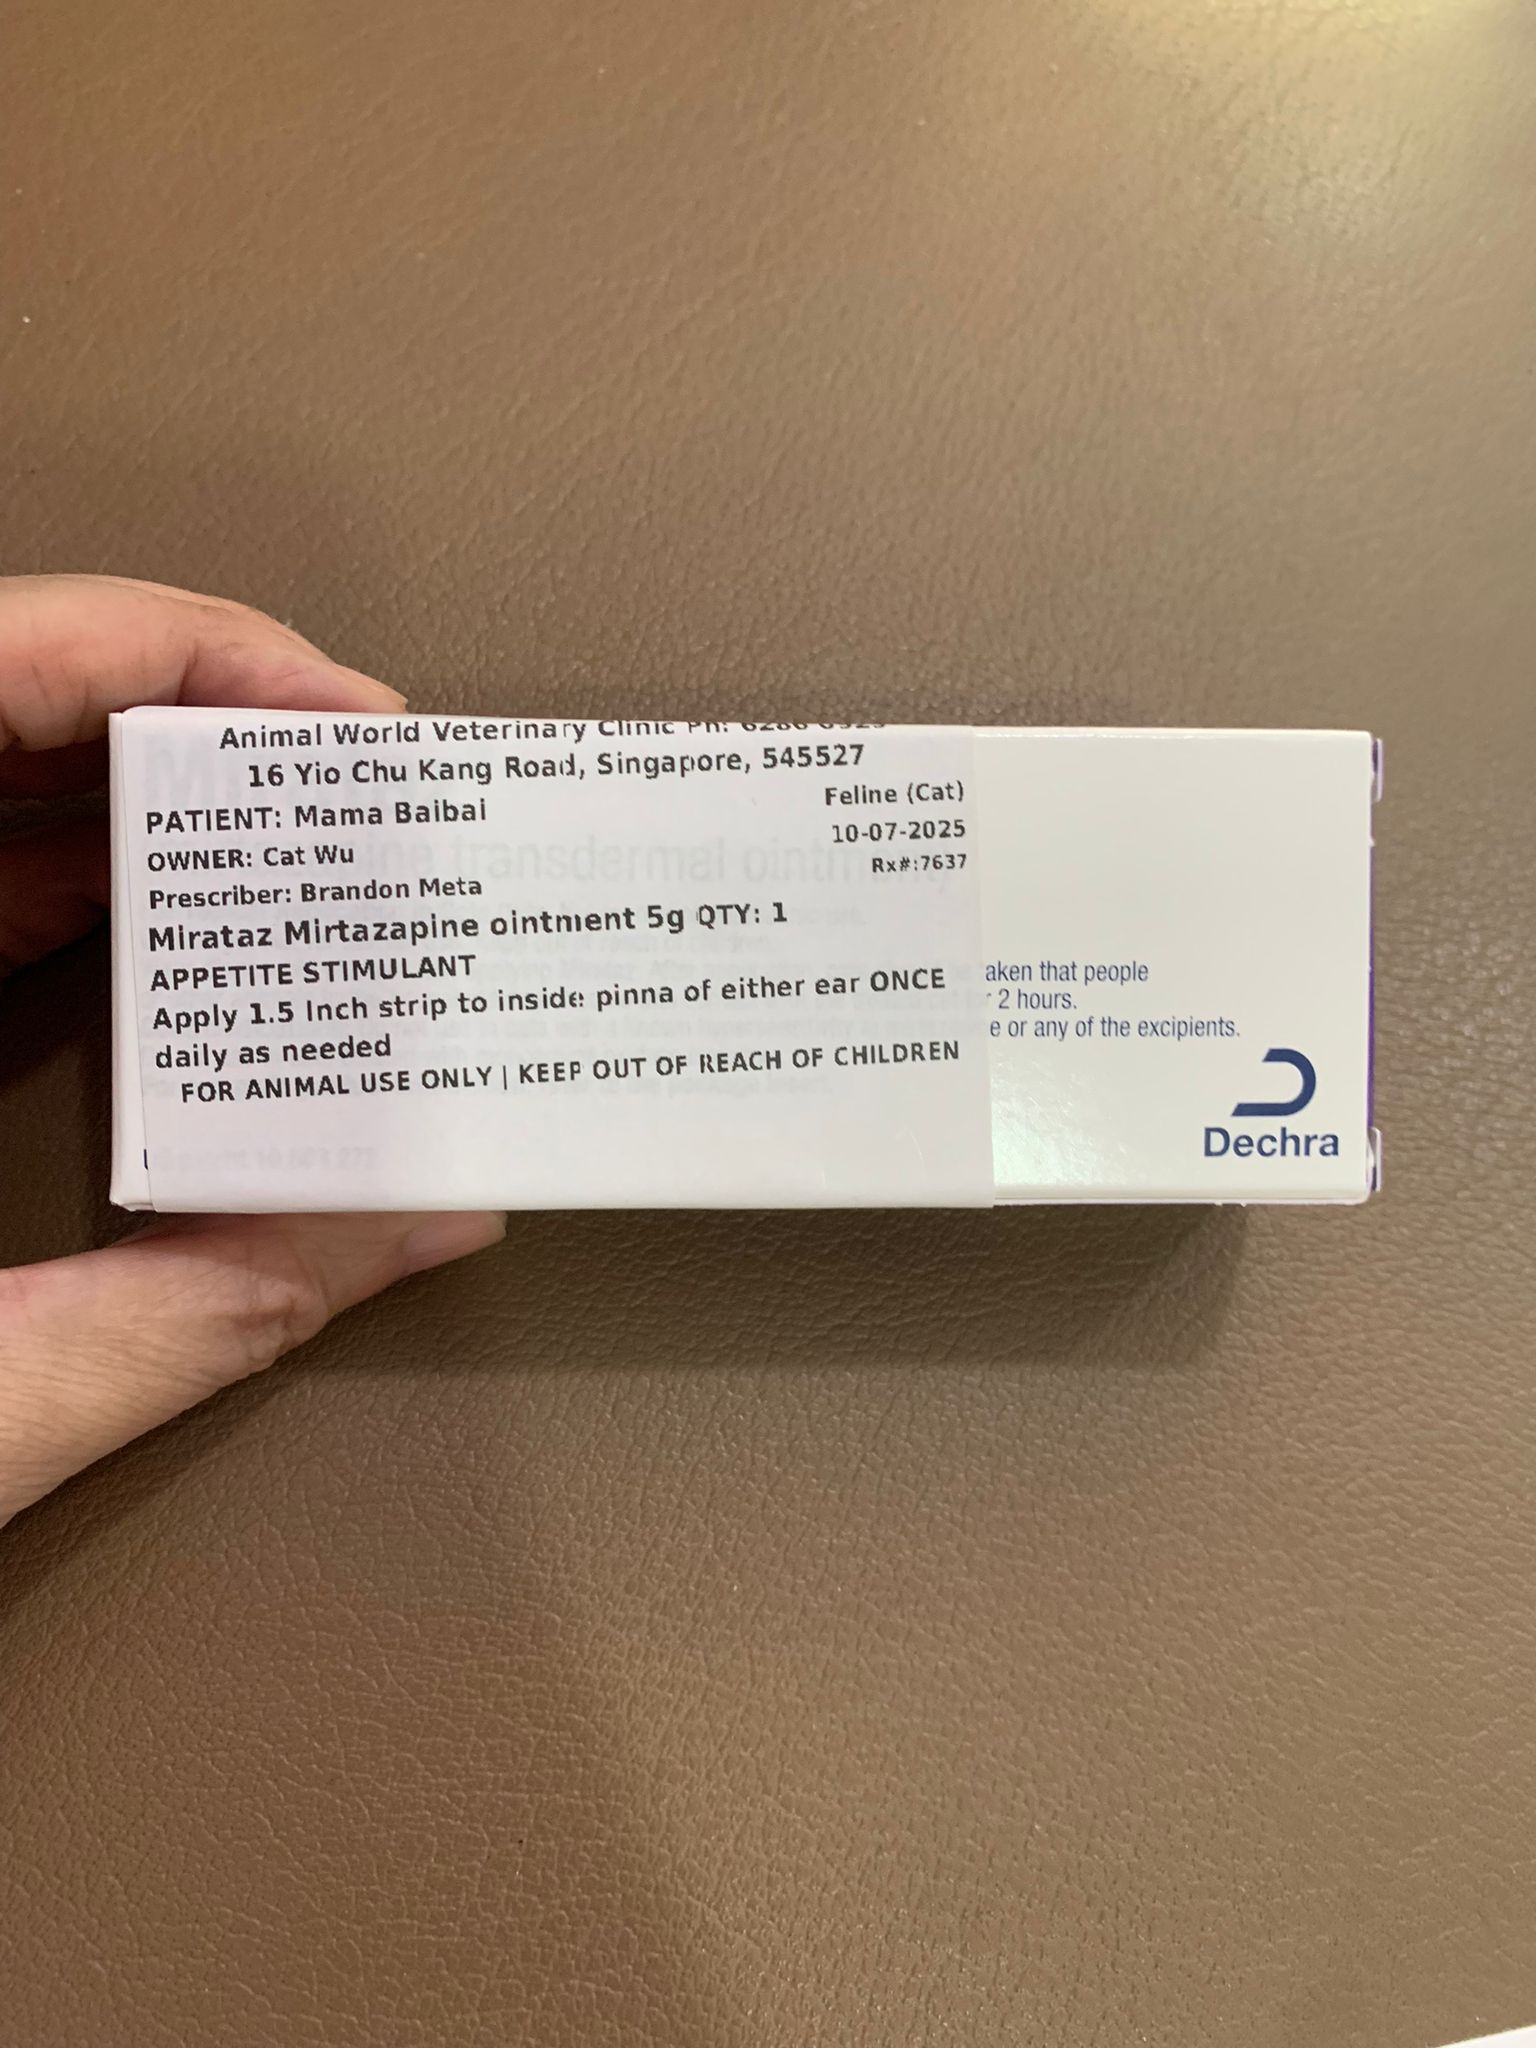 Animal World Veterinary Clinic Ph:
16 Yio Chu Kang Road, Singapore, 545527
PATIENT: Mama Baibai
Feline (Cat)
10-07-2025
OWNER: Cat Wu
Rx#:7637
Prescriber: Brandon Meta
Mirataz Mirtazapine ointment 5g QTY: 1
APPETITE STIMULANT
Apply 1.5 Inch strip to inside pinna of either ear ONCE
daily as needed
FOR ANIMAL USE ONLY | KEEP OUT OF REACH OF CHILDREN
transdermal ointment
aken that people
2 hours.
e or any of the excipients.
Dechra